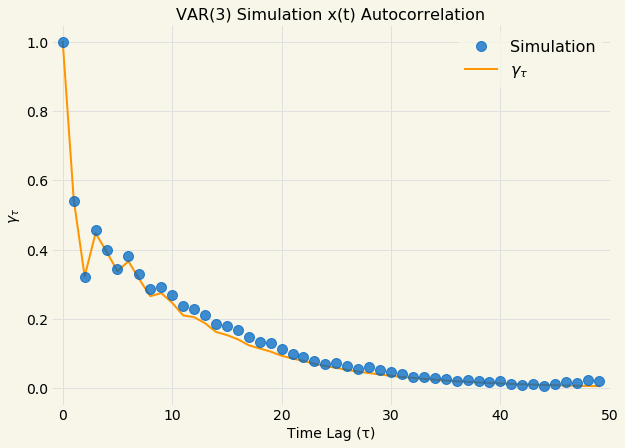 VAR(3) Simulation x(t) Autocorrelation
Simulation
γτ
1.0
0.8
0.6
0.4
0.2
0.0
γτ
0 10 20 30 40 50
Time Lag (τ)